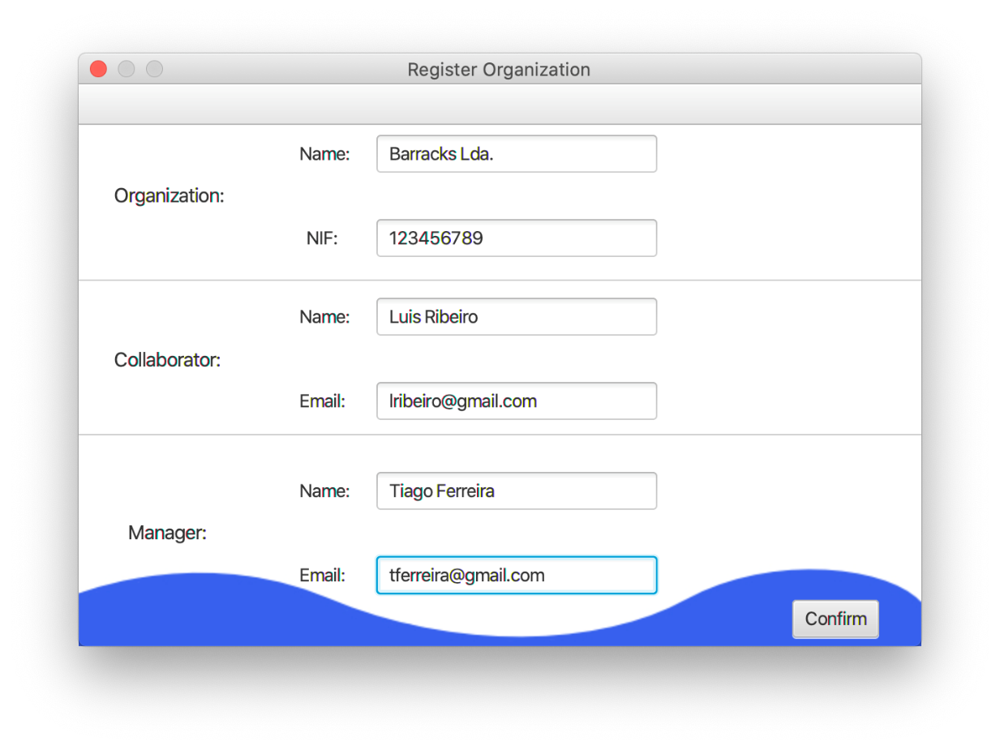 Register Organization
Name: Barracks Lda.
Organization:
NIF: 123456789
Name: Luis Ribeiro
Collaborator:
Email: lribeiro@gmail.com
Name: Tiago Ferreira
Manager:
Email: tferreira@gmail.com
Confirm